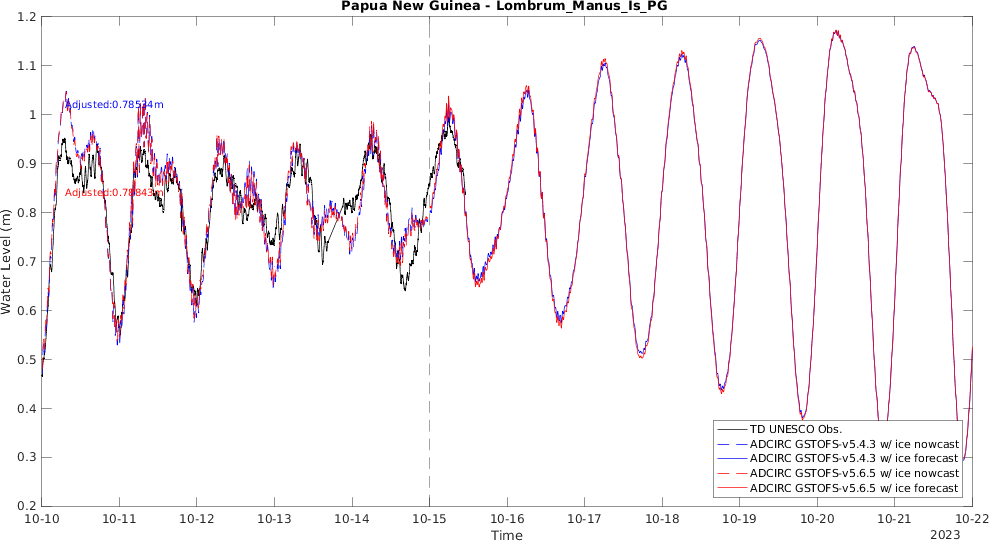 Papua New Guinea - Lombrum_Manus_Is_PG
1.2
1.1
1
0.9
0.8
0.7
0.6
0.5
0.4
0.3
0.2
Water Level (m)
Adjusted:0.78534m
Adjusted:0.78843m
TD UNESCO Obs.
ADCIRC GSTOFS-v5.4.3 w/ ice nowcast
ADCIRC GSTOFS-v5.4.3 w/ ice forecast
ADCIRC GSTOFS-v5.6.5 w/ ice nowcast
ADCIRC GSTOFS-v5.6.5 w/ ice forecast
10-10 10-11 10-12 10-13 10-14 10-15 10-16 10-17 10-18 10-19 10-20 10-21 10-22
Time
2023